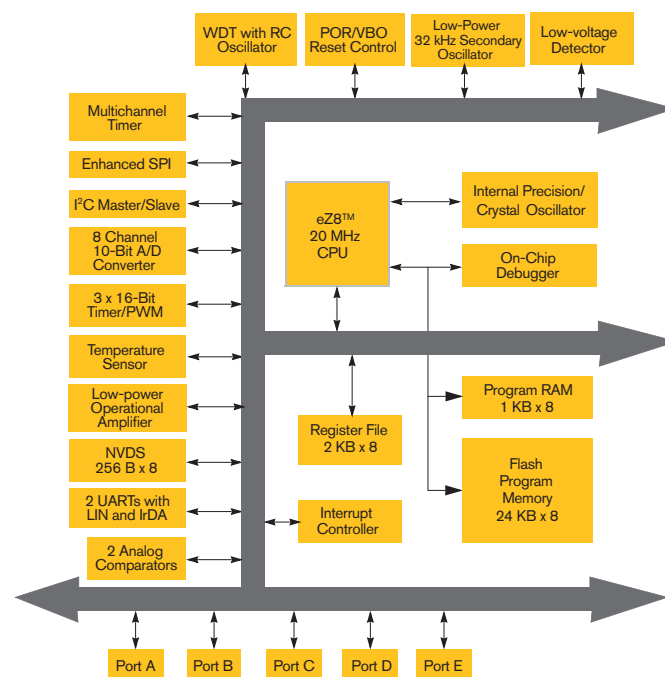 WDT with RC
Oscillator
POR/VBO
Reset Control
Low-Power
32 kHz Secondary
Oscillator
Low-voltage
Detector
Multichannel
Timer
Enhanced SPI
I²C Master/Slave
8 Channel
10-Bit A/D
Converter
3 x 16-Bit
Timer/PWM
Temperature
Sensor
Low-power
Operational
Amplifier
NVDS
256 B x 8
2 UARTs with
LIN and IrDA
2 Analog
Comparators
eZ8™
20 MHz
CPU
Internal Precision/
Crystal Oscillator
On-Chip
Debugger
Register File
2 KB x 8
Program RAM
1 KB x 8
Flash
Program
Memory
24 KB x 8
Interrupt
Controller
Port A
Port B
Port C
Port D
Port E